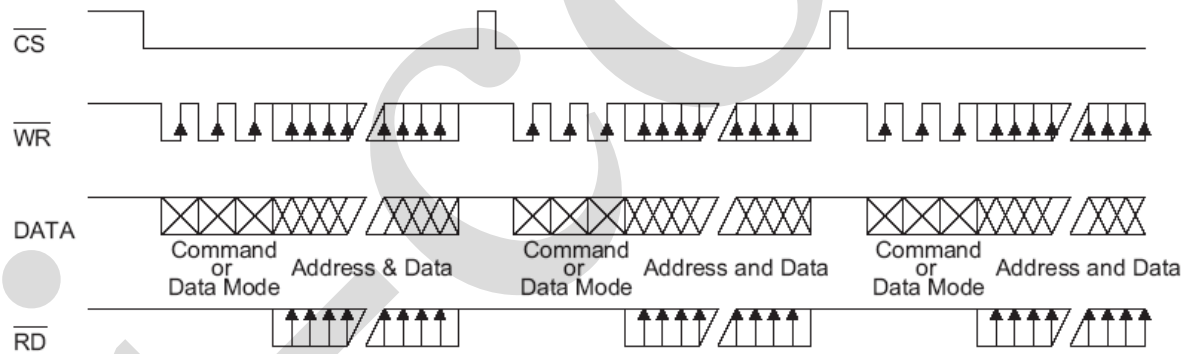 CS
WR
DATA
Command
or
Data Mode
Address & Data
Command
or
Data Mode
Address and Data
Command
or
Data Mode
Address and Data
RD